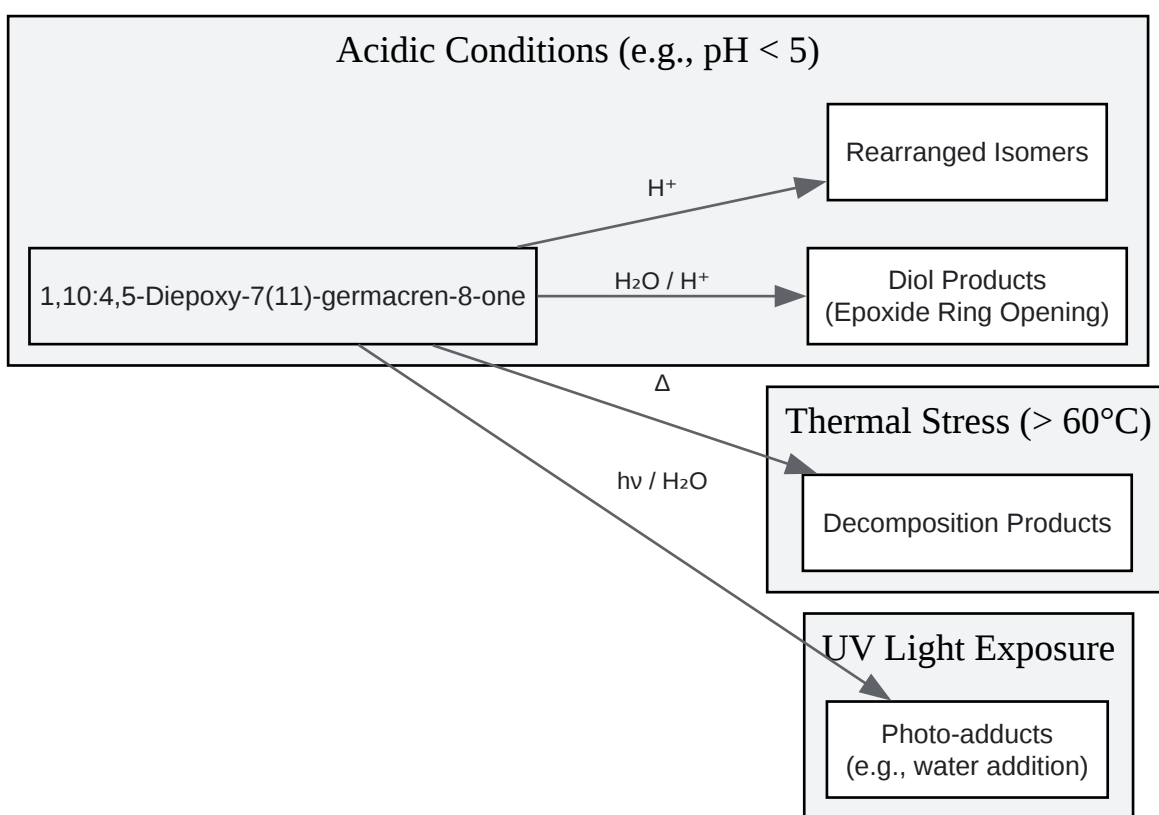 Acidic Conditions (e.g., pH < 5)
Rearranged Isomers
H⁺
1,10:4,5-Diepoxy-7(11)-germacren-8-one
H₂O / H⁺
Diol Products
(Epoxide Ring Opening)
Δ
Thermal Stress (> 60°C)
hν / H₂O
Decomposition Products
UV Light Exposure
Photo-adducts
(e.g., water addition)